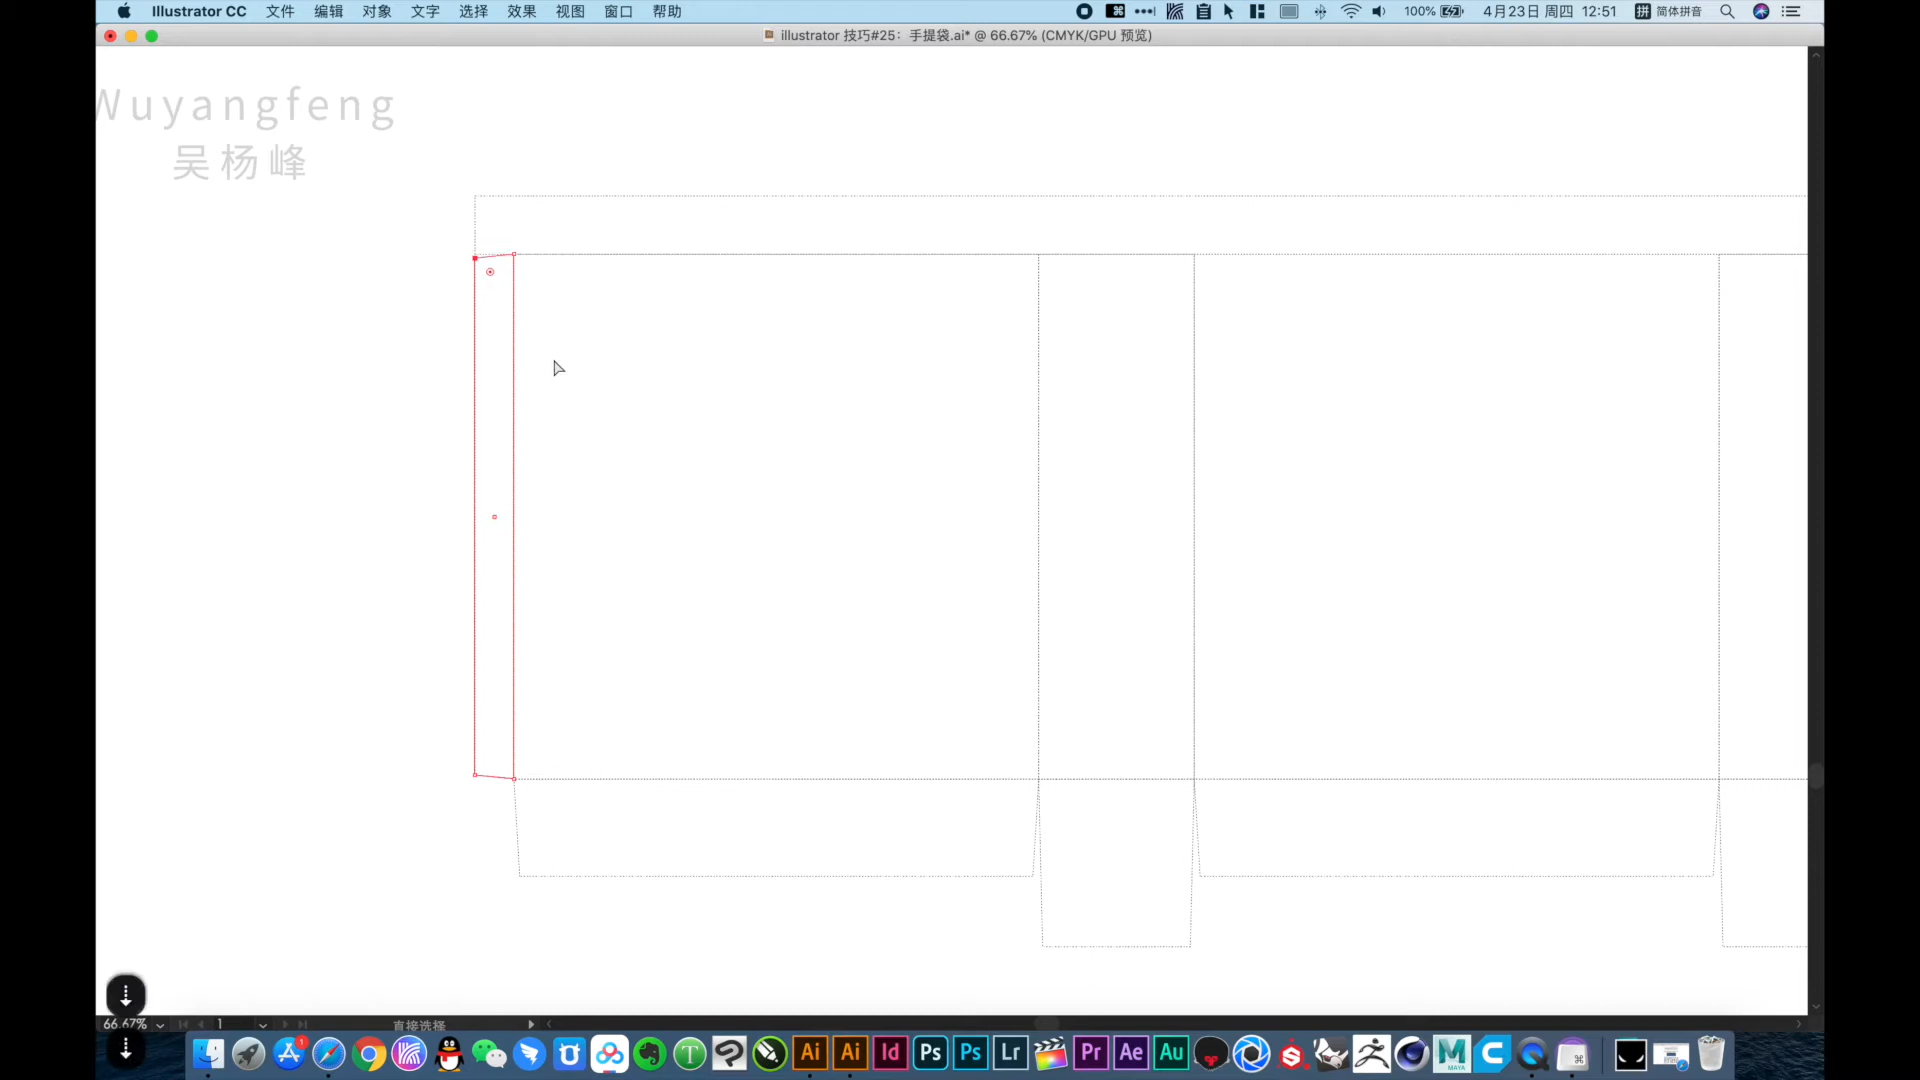 Illustrator CC 文件 编辑 对象 文字 选择 效果 视图 窗口 帮助 100% 4月23日 周四 12:51 拼 简体拼音
illustrator 技巧#25：手提袋.ai* @ 66.67% (CMYK/GPU 预览)
Wuyangfeng
吴杨峰
66.67% 1 直接选择
1 T Ai Ai Id Ps Ps Lr Pr Ae Au M MAYA C